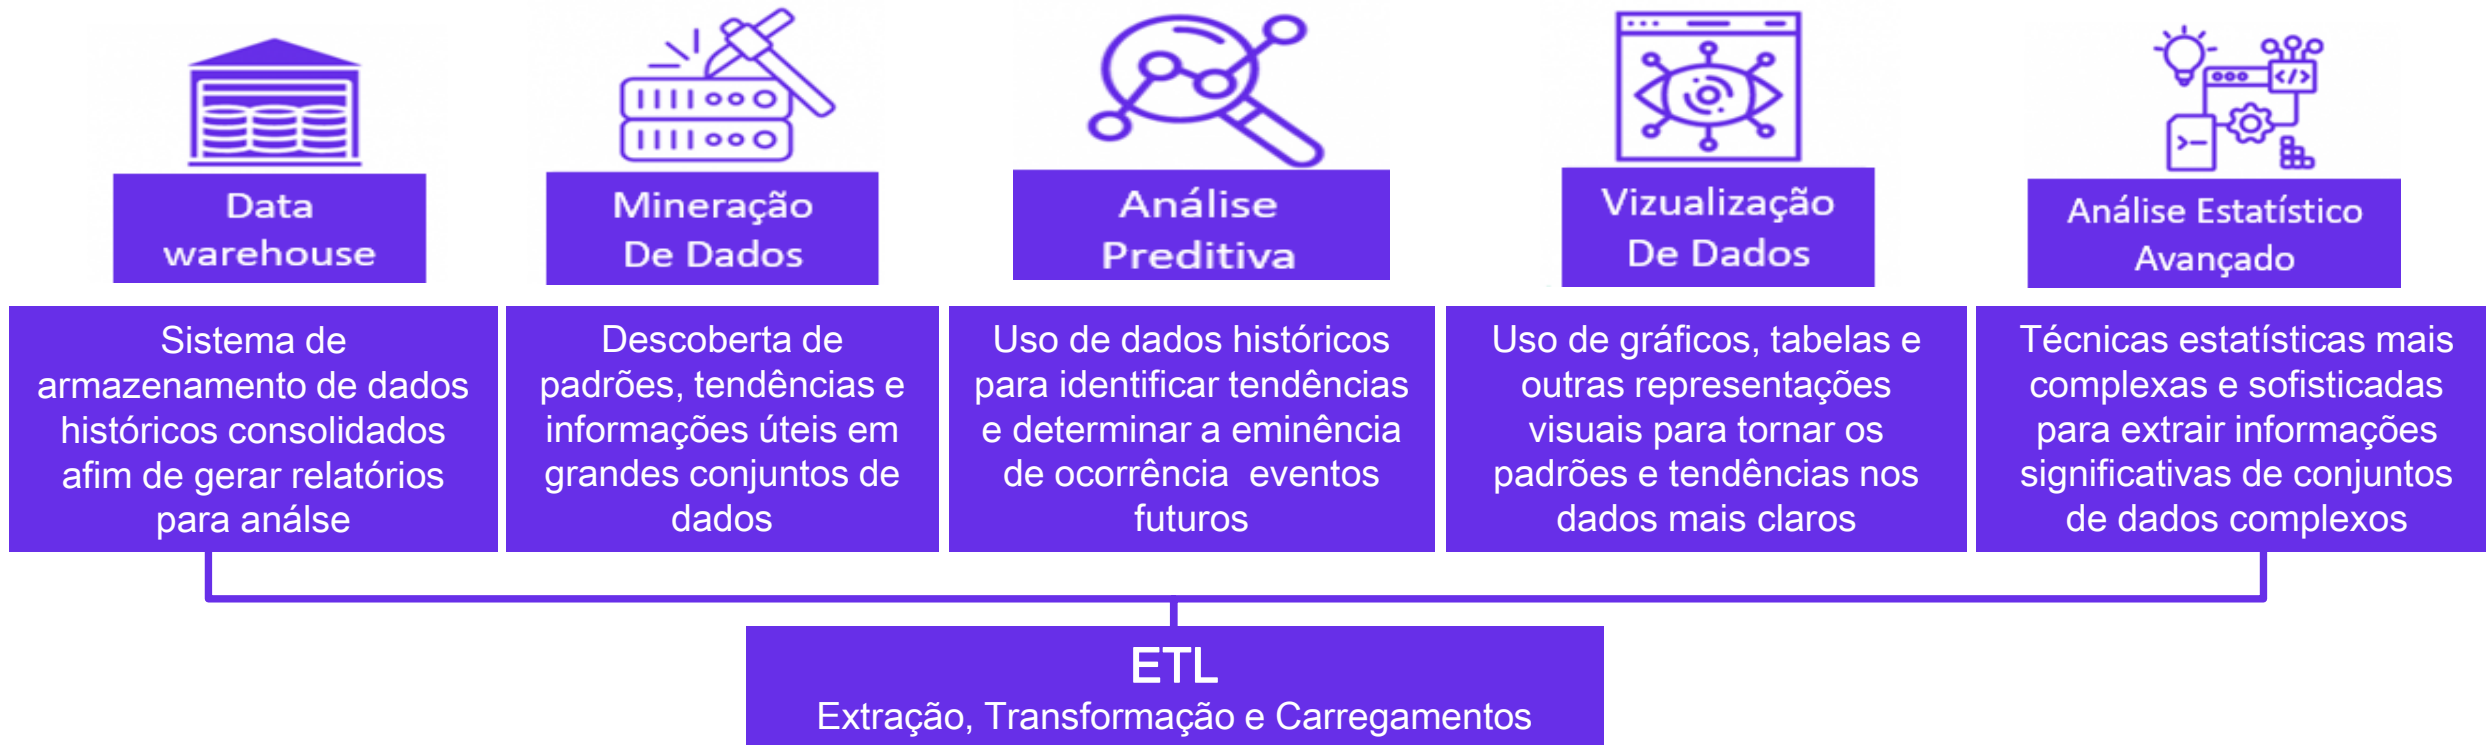 Data
warehouse
Mineração
De Dados
Análise
Preditiva
Vizualização
De Dados
Análise Estatístico
Avançado
Sistema de
armazenamento de dados
históricos consolidados
afim de gerar relatórios
para análse
Descoberta de
padrões, tendências e
informações úteis em
grandes conjuntos de
dados
Uso de dados históricos
para identificar tendências
e determinar a eminência
de ocorrência  eventos
futuros
Uso de gráficos, tabelas e
outras representações
visuais para tornar os
padrões e tendências nos
dados mais claros
Técnicas estatísticas mais
complexas e sofisticadas
para extrair informações
significativas de conjuntos
de dados complexos
ETL
Extração, Transformação e Carregamentos